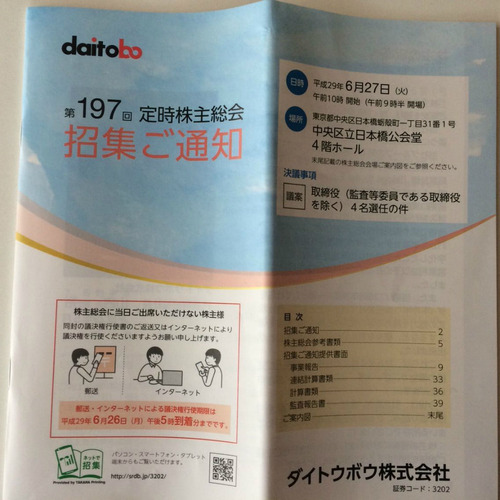 daitobo
第197回 定時株主総会
招集ご通知
日時
平成29年6月27日（火）
午前10時 開始（午前9時半 開場）
場所
東京都中央区日本橋蛎殻町一丁目31番1号
中央区立日本橋公会堂
4階ホール
末尾記載の株主総会会場ご案内図をご参照ください。
決議事項
議案
取締役（監査等委員である取締役
を除く）4名選任の件
株主総会に当日ご出席いただけない株主様
同封の議決権行使書のご返送又はインターネットにより
議決権を行使くださいますようお願い申し上げます。
郵送
インターネット
郵送・インターネットによる議決権行使期限は
平成29年6月26日（月）午後5時到着分までです。
ネットで
招集
Provided by TAKARA Printing
パソコン・スマートフォン・タブレット
端末からもご覧いただけます。
http://srdb.jp/3202/
目 次
招集ご通知 2
株主総会参考書類 5
招集ご通知提供書面
事業報告 9
連結計算書類 33
計算書類 36
監査報告書 39
ご案内図 末尾
ダイトウボウ株式会社
証券コード：3202